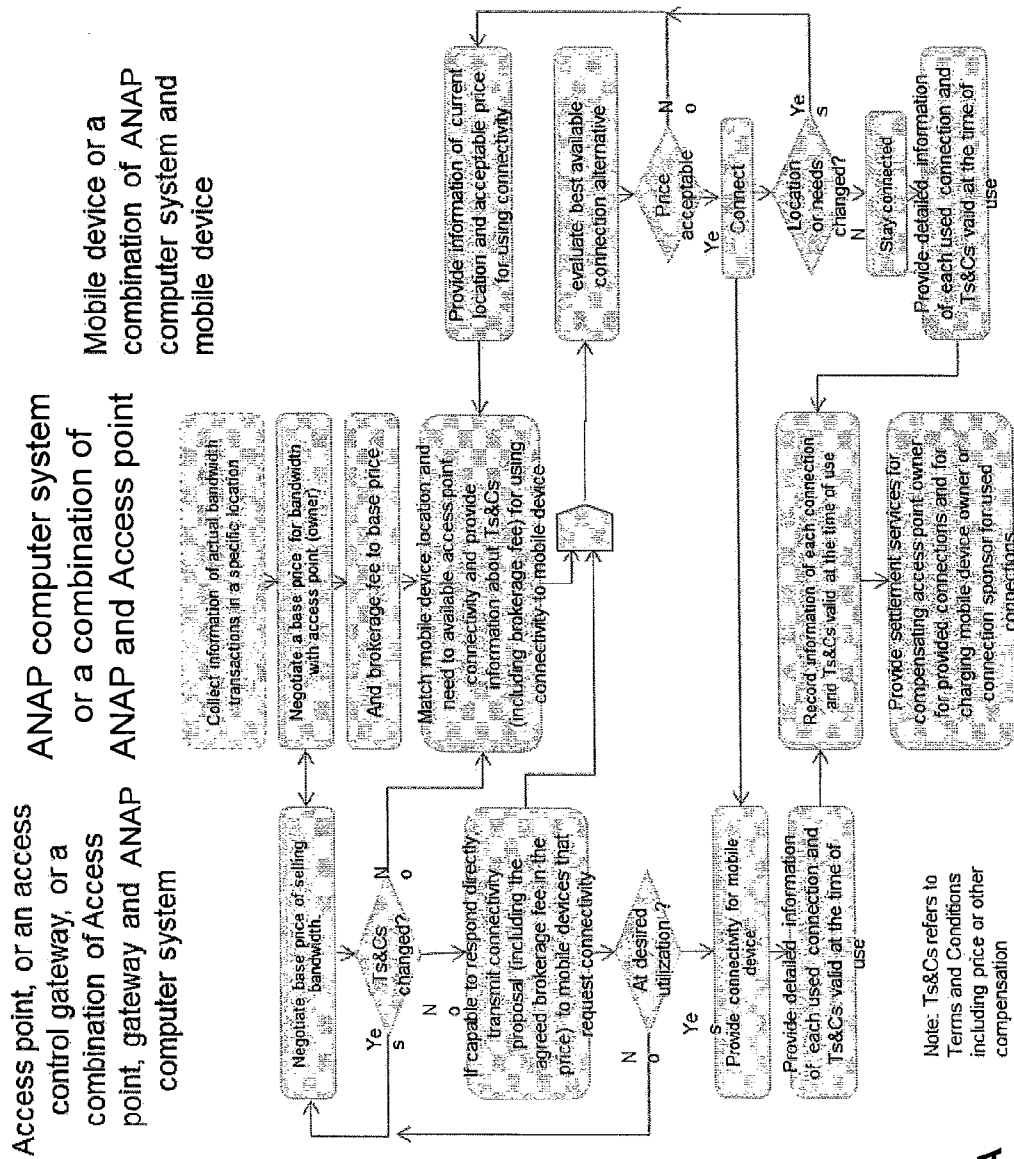 Access point, or an access
control gateway, or a
combination of Access
point, gateway and ANAP
computer system
ANAP computer system
or a combination of
ANAP and Access point
Mobile device or a
combination of ANAP
computer system and
mobile device
Negotiate base price of selling
bandwidth
Ts&Cs
changed?
Ye
s
N
o
N
o
If capable to respond directly,
transmit connectivity
proposal (including the
agreed brokerage fee in the
price) to mobile devices that
request connectivity
At desired
utilization ?
N
o
Ye
s
Provide connectivity for mobile
device
Provide detailed information
of each used connection and
Ts&Cs valid at the time of
use
Note: Ts&Cs refers to
Terms and Conditions
including price or other
compensation
Collect information of actual bandwidth
transactions in a specific location
Negotiate a base price for bandwidth
with access point (owner)
And brokerage fee to base price
Match mobile device location and
need to available access point
connectivity and provide
information about Ts&Cs
(including brokerage fee) for using
connectivity to mobile device
Record information of each connection
and Ts&Cs valid at the time of use
Provide settlement services for
compensating access point owner
for provided connections and for
charging mobile device owner or
connection sponsor for used
connections
Provide information of current
location and acceptable price
for using connectivity
evaluate best available
connection alternative
Price
acceptable
N
o
Ye
Connect
Location
or needs
changed?
Ye
s
N
Stay connected
Provide detailed information
of each used connection and
Ts&Cs valid at the time of
use
A